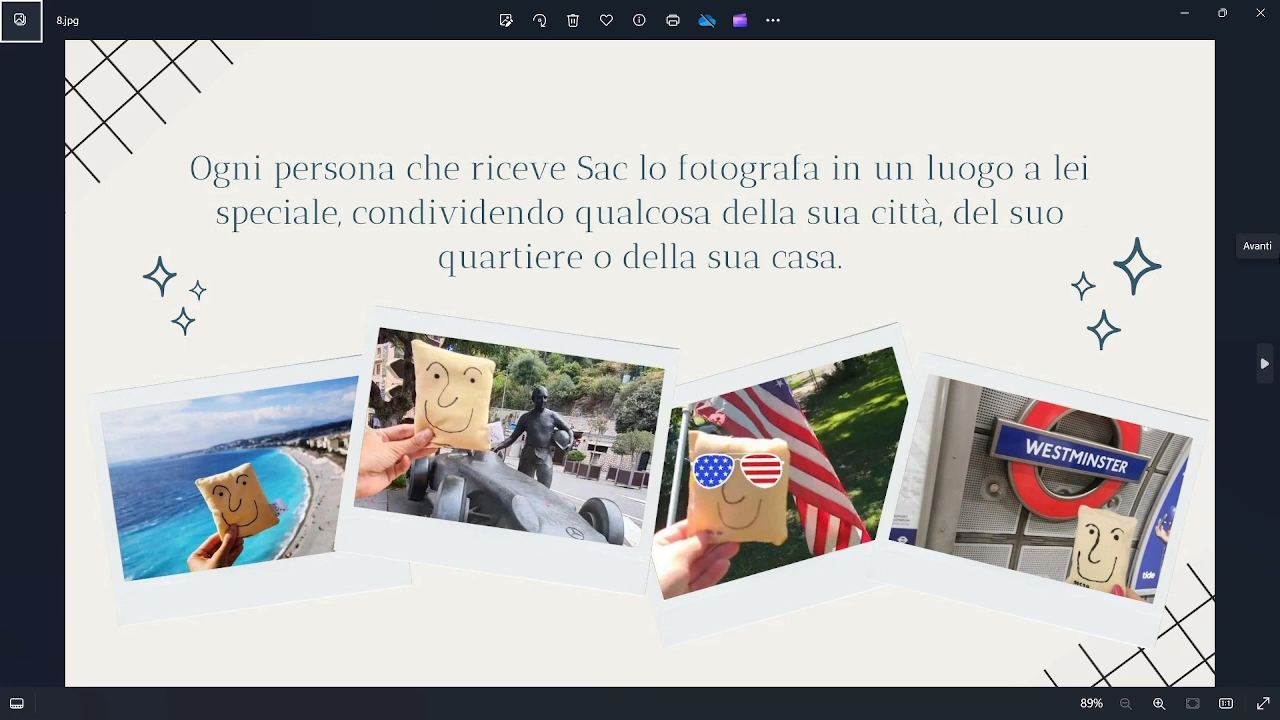 8.jpg
Ogni persona che riceve Sac lo fotografa in un luogo a lei
speciale, condividendo qualcosa della sua città, del suo
quartiere o della sua casa.
Avanti
WESTMINSTER
tide
89%